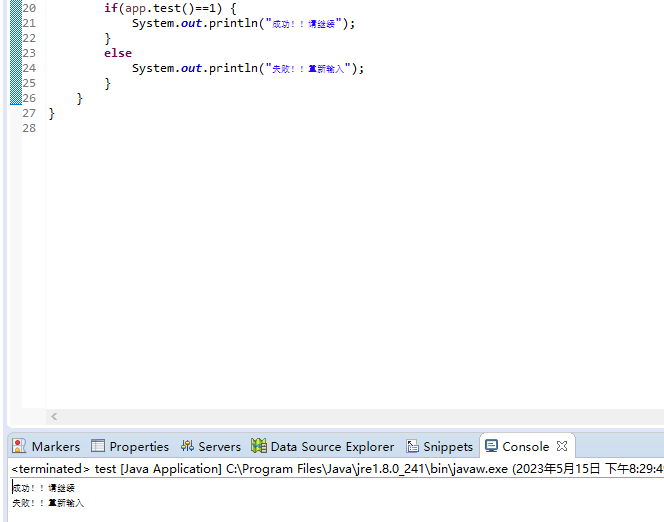 20 if(app.test()==1) {
21 System.out.println("成功!！请继续");
22 }
23 else
24 System.out.println("失败!！重新输入");
25 }
26 }
27 }
28
Markers Properties Servers Data Source Explorer Snippets Console
<terminated> test [Java Application] C:\Program Files\Java\jre1.8.0_241\bin\javaw.exe (2023年5月15日 下午8:29:4
成功!！请继续
失败!！重新输入